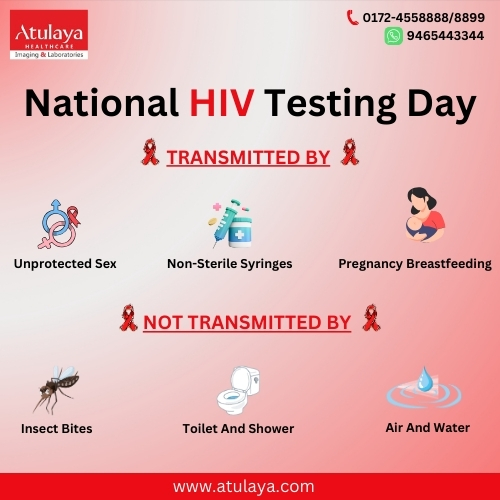 Atulaya
HEALTHCARE
Imaging & Laboratories
0172-4558888/8899
9465443344
National HIV Testing Day
TRANSMITTED BY
Unprotected Sex
Non-Sterile Syringes
Pregnancy Breastfeeding
NOT TRANSMITTED BY
Insect Bites
Toilet And Shower
Air And Water
www.atulaya.com